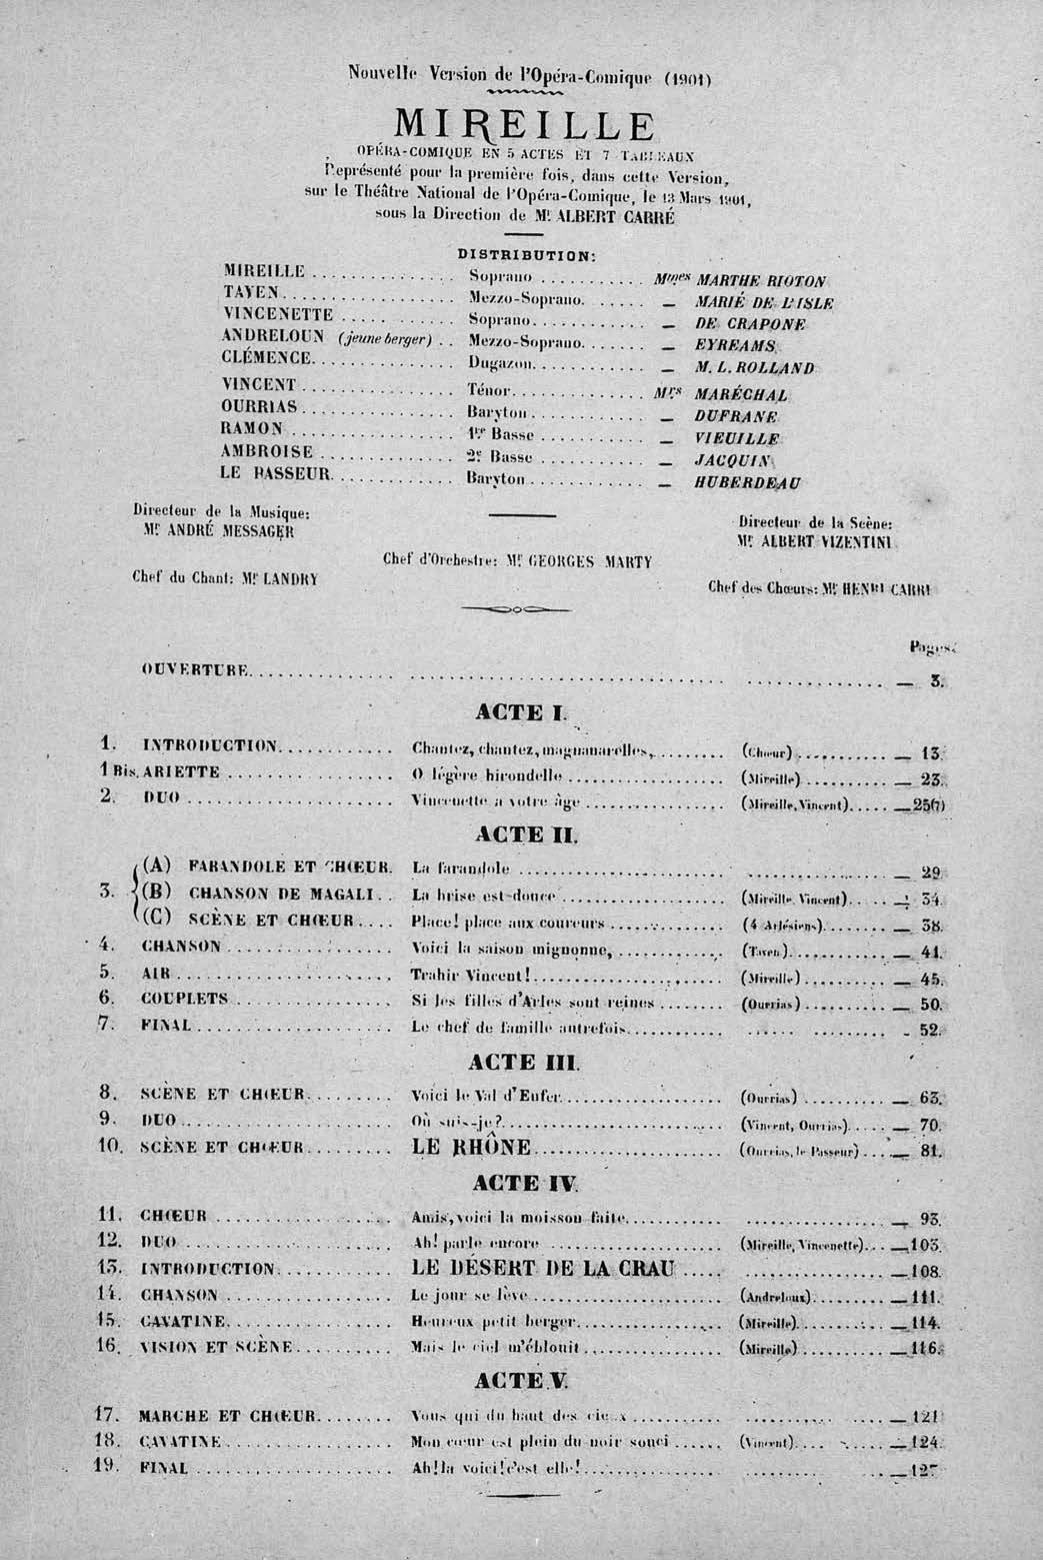 Nouvelle Version de l'Opéra-Comique (1901)
MIREILLE
OPÉRA-COMIQUE EN 5 ACTES ET 7 TABLEAUX
Représenté pour la première fois, dans cette Version,
sur le Théâtre National de l'Opéra-Comique, le 13 Mars 1901,
sous la Direction de Mr. ALBERT CARRÉ
DISTRIBUTION:
MIREILLE ............... Soprano ........... Mmes MARTHE RIOTON
TAVEN .................. Mezzo-Soprano....... — MARIÉ DE L'ISLE
VINCENETTE ............ Soprano............ — DE CRAPONE
ANDRELOUN (jeune berger) .. Mezzo-Soprano....... — EYREAMS
CLÉMENCE............... Dugazon............ — M. L. ROLLAND
VINCENT ............... Ténor.............. Mrs MARÉCHAL
OURRIAS ............... Baryton ............ — DUFRANE
RAMON ................. 1re Basse ........... — VIEUILLE
AMBROISE .............. 2e Basse ........... — JACQUIN
LE PASSEUR............. Baryton............ — HUBERDEAU
Directeur de la Musique:
Mr. ANDRÉ MESSAGER
Directeur de la Scène:
Mr. ALBERT VIZENTINI
Chef d'Orchestre: Mr. GEORGES MARTY
Chef du Chant: Mr. LANDRY
Chef des Chœurs: Mr. HENRI CARRÉ
Pages.
OUVERTURE............... — 3.
ACTE I.
1. INTRODUCTION............ Chantez, chantez, magnanarelles,......... (Chœur) .......... — 13.
1 Bis. ARIETTE .............. O légère hirondelle .............. (Mireille) ......... — 23.
2. DUO .................. Vincenette a votre âge ............... (Mireille, Vincent)..... —25(7)
ACTE II.
3. (A) FARANDOLE ET CHŒUR. La farandole .................. — 29
(B) CHANSON DE MAGALI.. La brise est douce ............... (Mireille, Vincent)..... — 34.
(C) SCÈNE ET CHŒUR .... Place! place aux coureurs ............ (4 Arlésiens)........ — 38.
4. CHANSON ............... Voici la saison mignonne,............ (Taven)........... — 41.
5. AIR ................... Trahir Vincent!................. (Mireille) .......... — 45.
6. COUPLETS .............. Si les filles d'Arles sont reines ....... (Ourrias) .......... — 50.
7. FINAL ................. Le chef de famille autrefois............ — 52.
ACTE III.
8. SCÈNE ET CHŒUR ......... Voici le Val d'Enfer............... (Ourrias) .......... — 63.
9. DUO .................. Où suis-je?................... (Vincent, Ourrias)..... — 70.
10. SCÈNE ET CHŒUR ......... LE RHÔNE................. (Ourrias, le Passeur) .... — 81.
ACTE IV.
11. CHŒUR ............... Amis, voici la moisson faite........... — 93.
12. DUO .................. Ah! parle encore ............... (Mireille, Vincenette)... —103.
13. INTRODUCTION............ LE DÉSERT DE LA CRAU ..... —108.
14. CHANSON ............... Le jour se lève................. (Andreloux)......... —111.
15. CAVATINE............... Heureux petit berger............. (Mireille).......... —114.
16. VISION ET SCÈNE.......... Mais le ciel m'éblouit ............. (Mireille) .......... —116.
ACTE V.
17. MARCHE ET CHŒUR........ Vous qui du haut des cieux ........... — 121
18. CAVATINE............... Mon cœur est plein du noir souci ...... (Vincent).... —124.
19. FINAL ................. Ah! la voici! c'est elle!............ —127